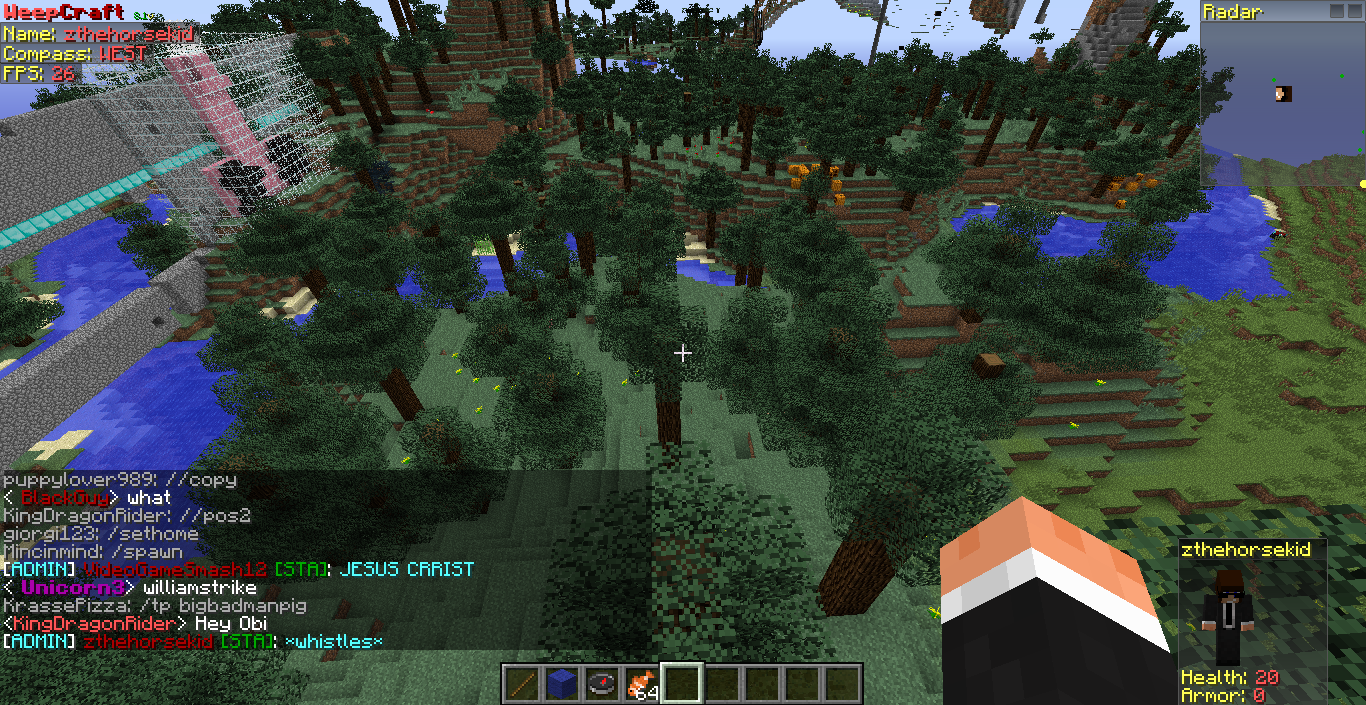 WeepCraft
Name: zthehorsekid
Compass: WEST
FPS: 26
Radar
puppylover989: //copy
< BlackGuy> what
KingDragonRider: //pos2
giorgi123: /sethome
Mincinmind: /spawn
[ADMIN] VideoGameSmash12 [STA]: JESUS CRRIST
< Unicorn3> williamstrike
KrassePizza: /tp bigbadmanpig
<KingDragonRider> Hey Obi
[ADMIN] zthehorsekid [STA]: *whistles*
64
zthehorsekid
Health: 20
Armor: 0